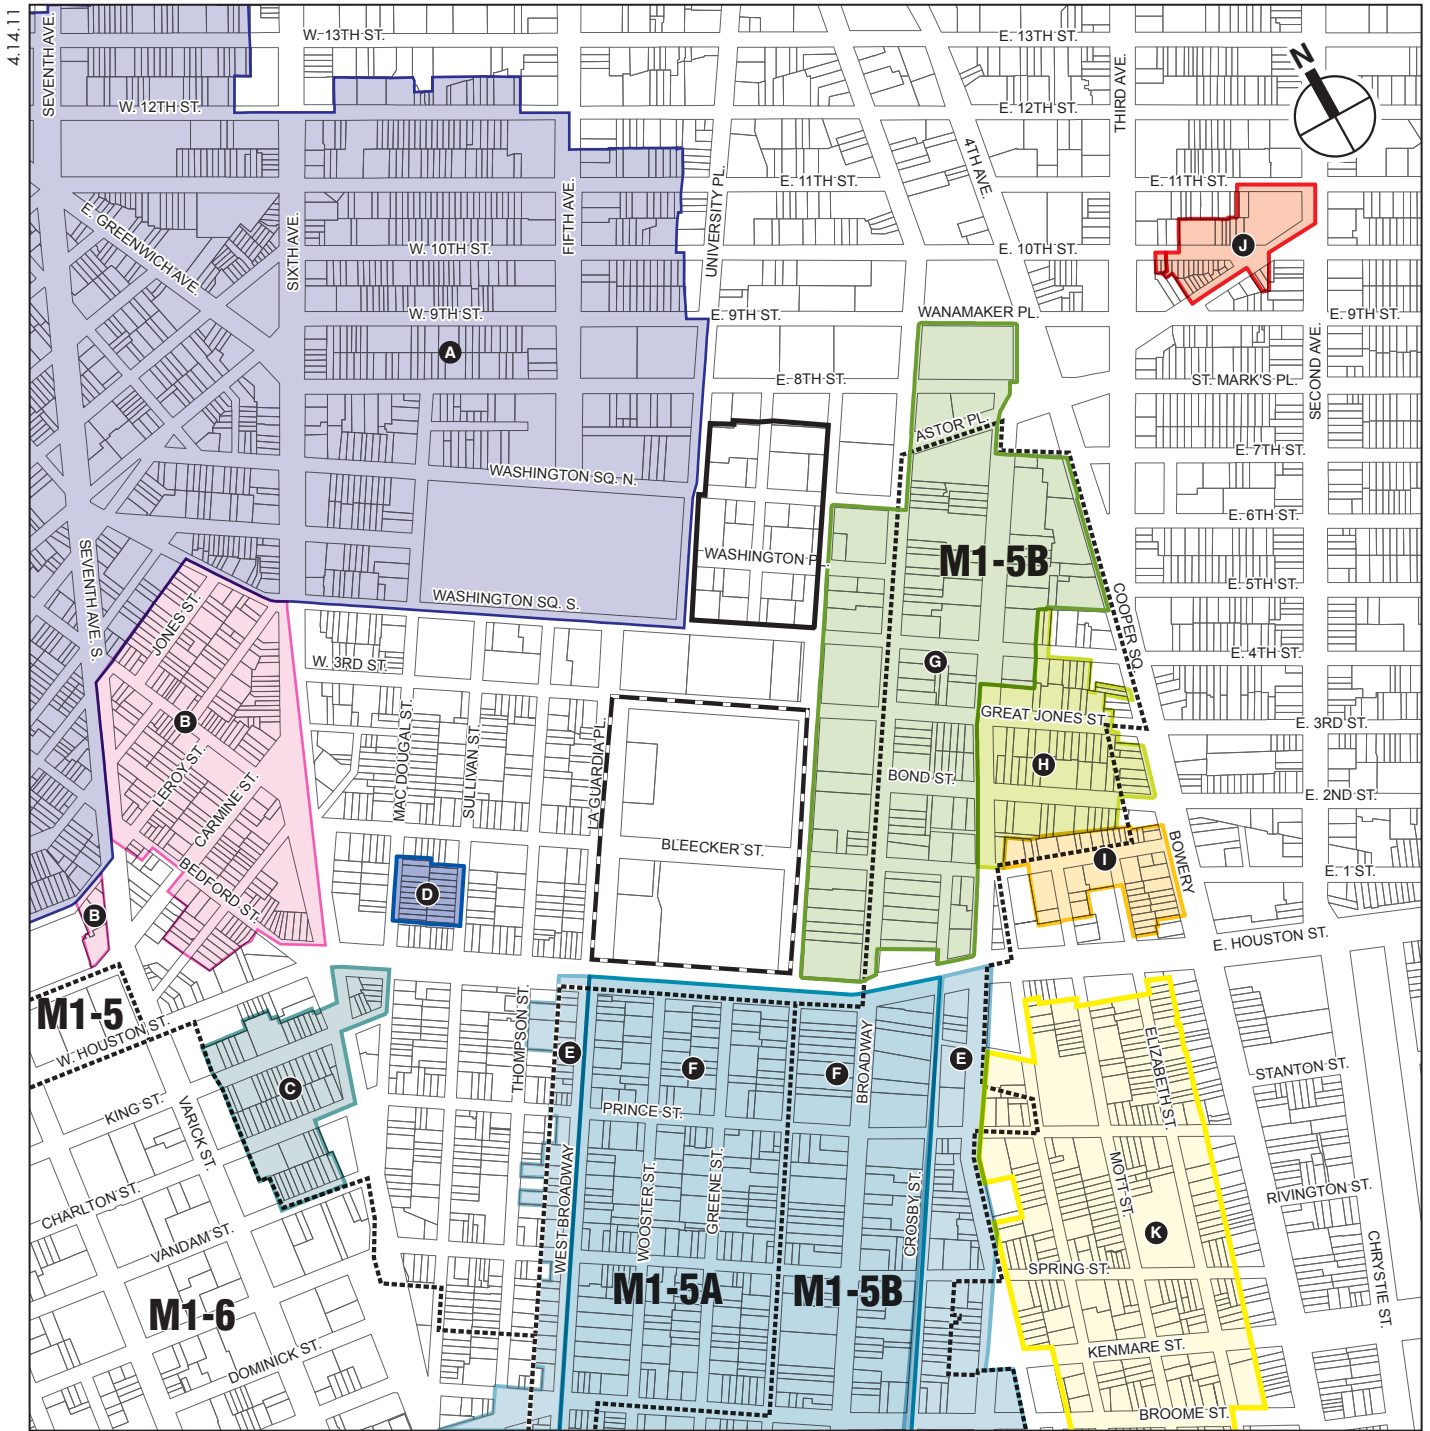 4.14.11
SEVENTH AVE.
W. 13TH ST.
E. 13TH ST.
THIRD AVE.
N
W. 12TH ST.
E. 12TH ST.
4TH AVE.
E. 11TH ST.
E. 11TH ST.
E. GREENWICH AVE.
SIXTH AVE.
FIFTH AVE.
UNIVERSITY PL.
W. 10TH ST.
E. 10TH ST.
J
W. 9TH ST.
E. 9TH ST.
WANAMAKER PL.
E. 9TH ST.
A
SECOND AVE.
E. 8TH ST.
ST. MARK'S PL.
ASTOR PL.
E. 7TH ST.
WASHINGTON SQ. N.
E. 6TH ST.
SEVENTH AVE. S.
WASHINGTON P
M1-5B
E. 5TH ST.
WASHINGTON SQ. S.
COOPER SQ.
JONES ST.
W. 3RD ST.
G
E. 4TH ST.
B
MAC DOUGAL ST.
SULLIVAN ST.
LA GUARDIA PL.
GREAT JONES ST.
E. 3RD ST.
LEROY ST.
CARMINE ST.
BOND ST.
H
E. 2ND ST.
BLEECKER ST.
BEDFORD ST.
D
I
BOWERY
E. 1 ST.
B
E. HOUSTON ST.
M1-5
W. HOUSTON ST.
THOMPSON ST.
E
F
F
BROADWAY
E
ELIZABETH ST.
STANTON ST.
C
KING ST.
VARICK ST.
PRINCE ST.
WEST BROADWAY
WOOSTER ST.
GREENE ST.
CROSBY ST.
MOTT ST.
CHARLTON ST.
RIVINGTON ST.
VANDAM ST.
K
CHRYSTIE ST.
SPRING ST.
M1-6
M1-5A
M1-5B
DOMINICK ST.
KENMARE ST.
BROOME ST.